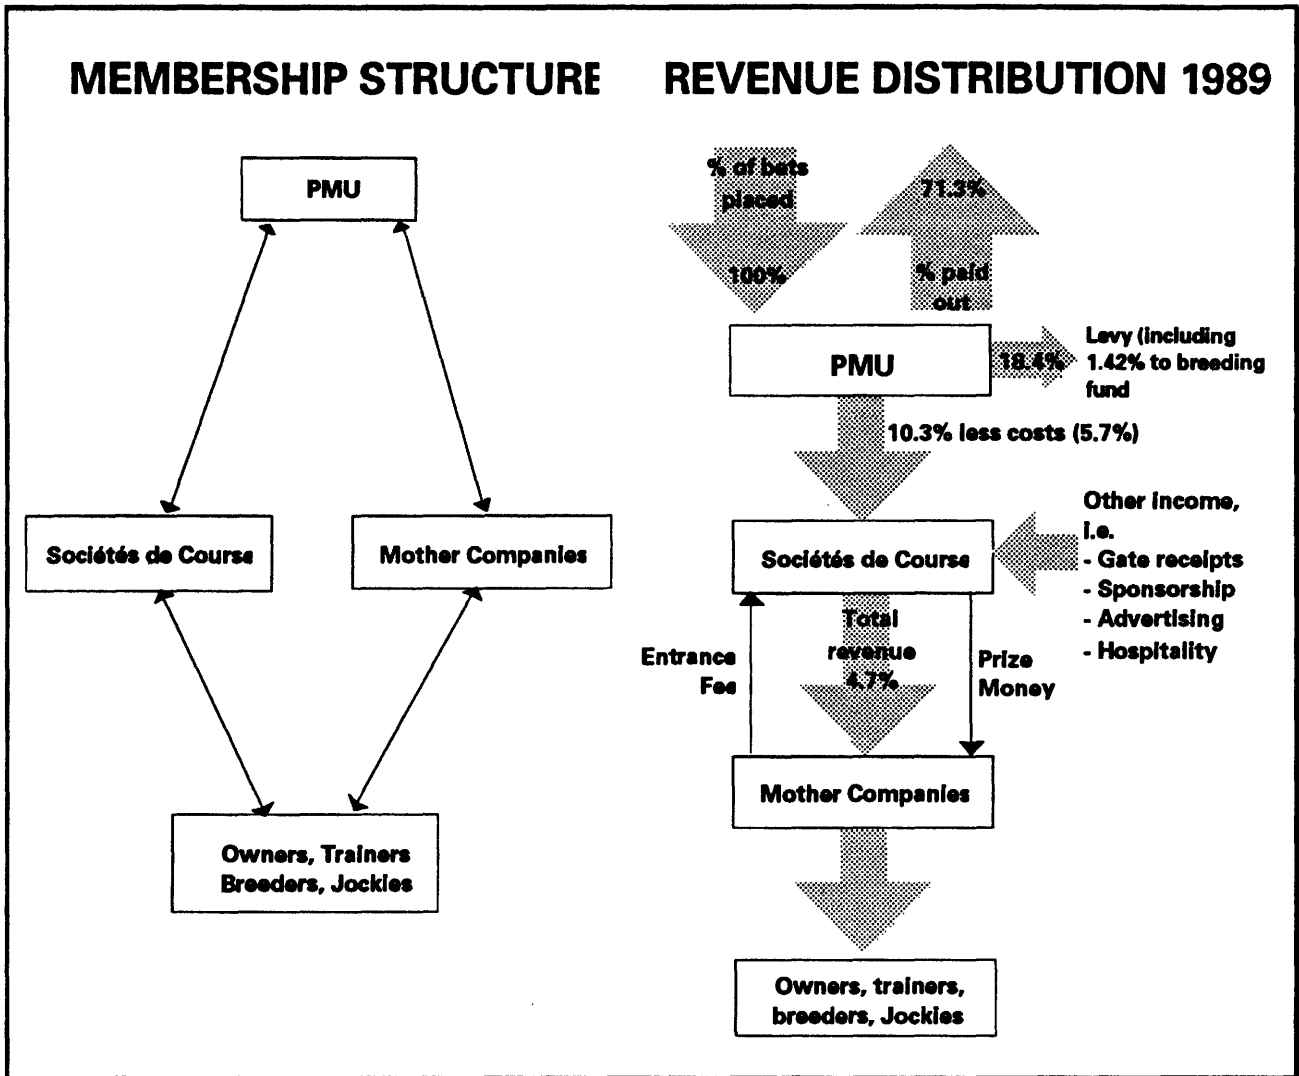 MEMBERSHIP STRUCTURE
PMU
Sociétés de Course
Mother Companies
Owners, Trainers
Breeders, Jockies
REVENUE DISTRIBUTION 1989
% of bets
placed
100%
71.3%
% paid
out
PMU
18.4%
Levy (including
1.42% to breeding
fund
10.3% less costs (5.7%)
Sociétés de Course
Other income,
i.e.
- Gate receipts
- Sponsorship
- Advertising
- Hospitality
Entrance
Fee
Total
revenue
4.7%
Prize
Money
Mother Companies
Owners, trainers,
breeders, Jockies